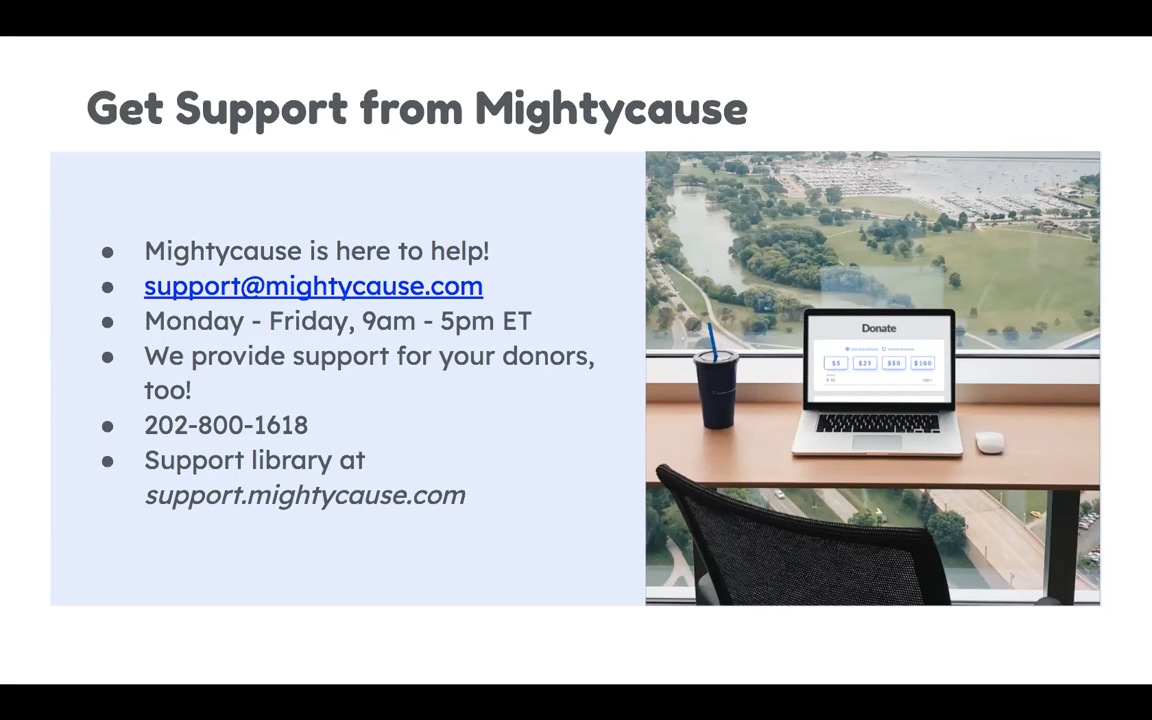 Get Support from Mightycause
● Mightycause is here to help!
● support@mightycause.com
● Monday - Friday, 9am - 5pm ET
● We provide support for your donors,
too!
● 202-800-1618
● Support library at
support.mightycause.com
Donate
$5 $25 $50 $100